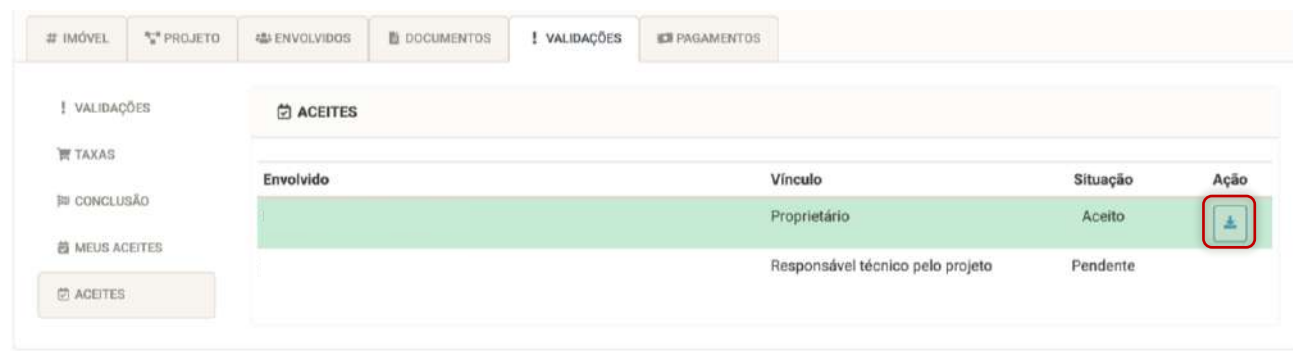 # IMÓVEL PROJETO ENVOLVIDOS DOCUMENTOS ! VALIDAÇÕES PAGAMENTOS
! VALIDAÇÕES
TAXAS
CONCLUSÃO
MEUS ACEITES
ACEITES
ACEITES
Envolvido Vínculo Situação Ação
Proprietário Aceito
Responsável técnico pelo projeto Pendente